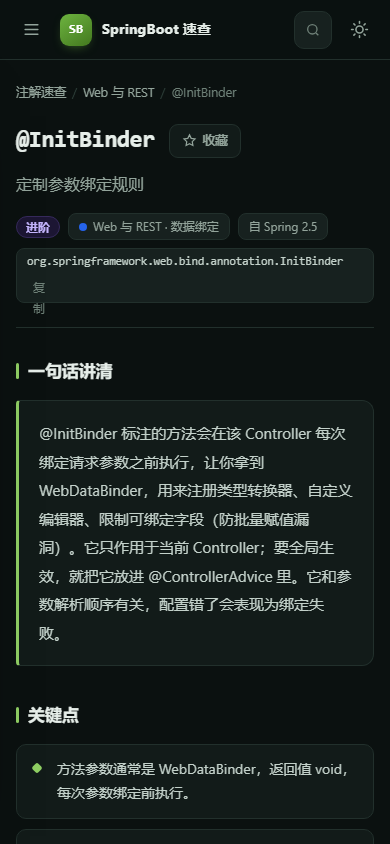 SB SpringBoot 速查
注解速查 / Web 与 REST / @InitBinder
@InitBinder 收藏
定制参数绑定规则
进阶 Web 与 REST · 数据绑定 自 Spring 2.5
org.springframework.web.bind.annotation.InitBinder
复
制
一句话讲清
@InitBinder 标注的方法会在该 Controller 每次
绑定请求参数之前执行，让你拿到
WebDataBinder，用来注册类型转换器、自定义
编辑器、限制可绑定字段（防批量赋值漏
洞）。它只作用于当前 Controller；要全局生
效，就把它放进 @ControllerAdvice 里。它和参
数解析顺序有关，配置错了会表现为绑定失
败。
关键点
方法参数通常是 WebDataBinder，返回值 void，
每次参数绑定前执行。